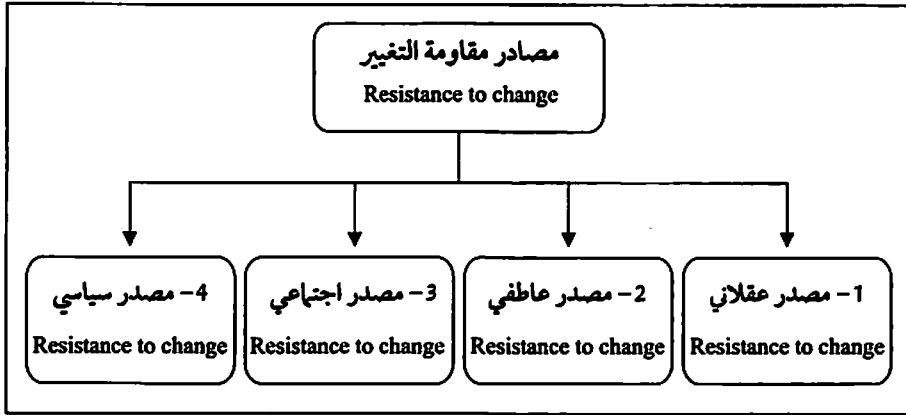 مصادر مقاومة التغيير
Resistance to change
1- مصدر عقلاني
Resistance to change
2- مصدر عاطفي
Resistance to change
3- مصدر اجتماعي
Resistance to change
4- مصدر سياسي
Resistance to change